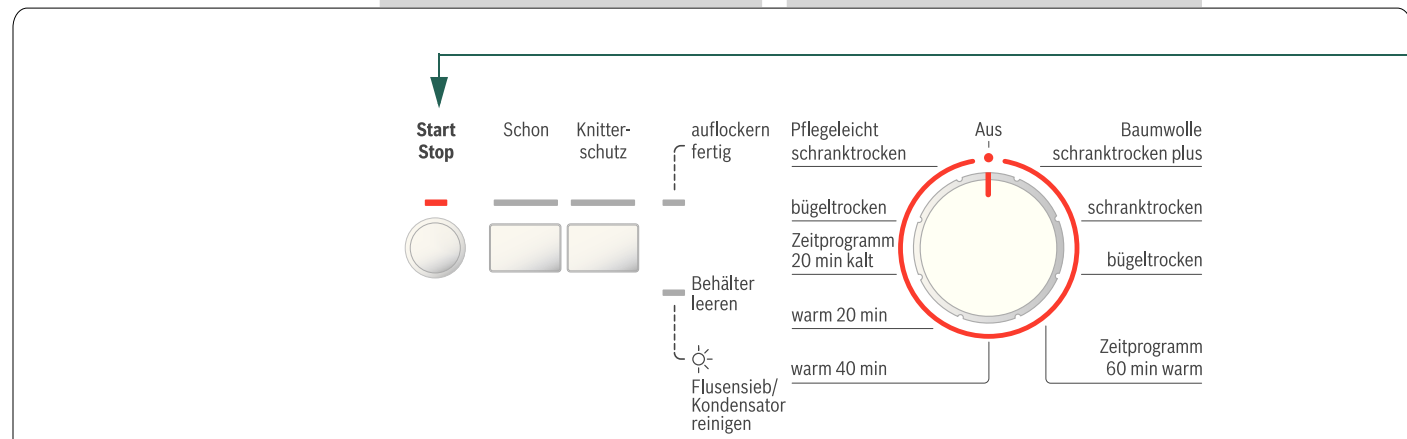 Start
Stop
Schon
Knitter-
schutz
auflockern
fertig
Behälter
leeren
Flusensieb/
Kondensator
reinigen
Pflegeleicht
schranktrocken
bügeltrocken
Zeitprogramm
20 min kalt
warm 20 min
warm 40 min
Aus
Baumwolle
schranktrocken plus
schranktrocken
bügeltrocken
Zeitprogramm
60 min warm